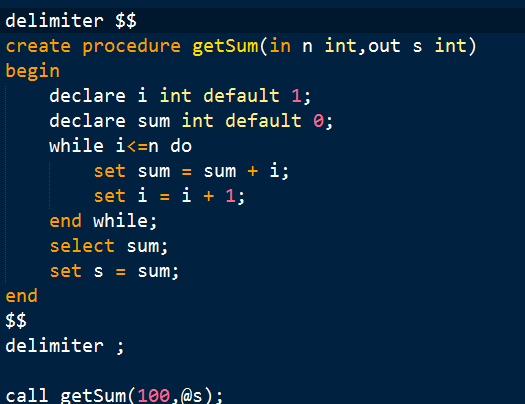 delimiter $$
create procedure getSum(in n int,out s int)
begin
    declare i int default 1;
    declare sum int default 0;
    while i<=n do
        set sum = sum + i;
        set i = i + 1;
    end while;
    select sum;
    set s = sum;
end
$$
delimiter ;

call getSum(100,@s);